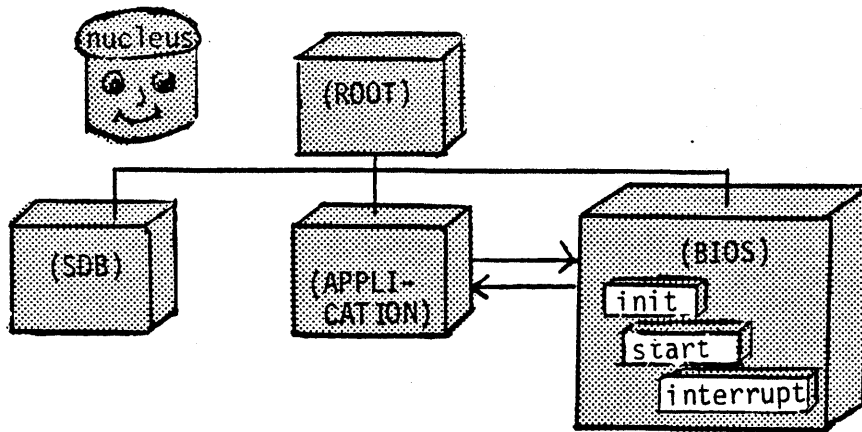 nucleus
(ROOT)
(SDB)
(APPLI-
CATION)
(BIOS)
init
start
interrupt